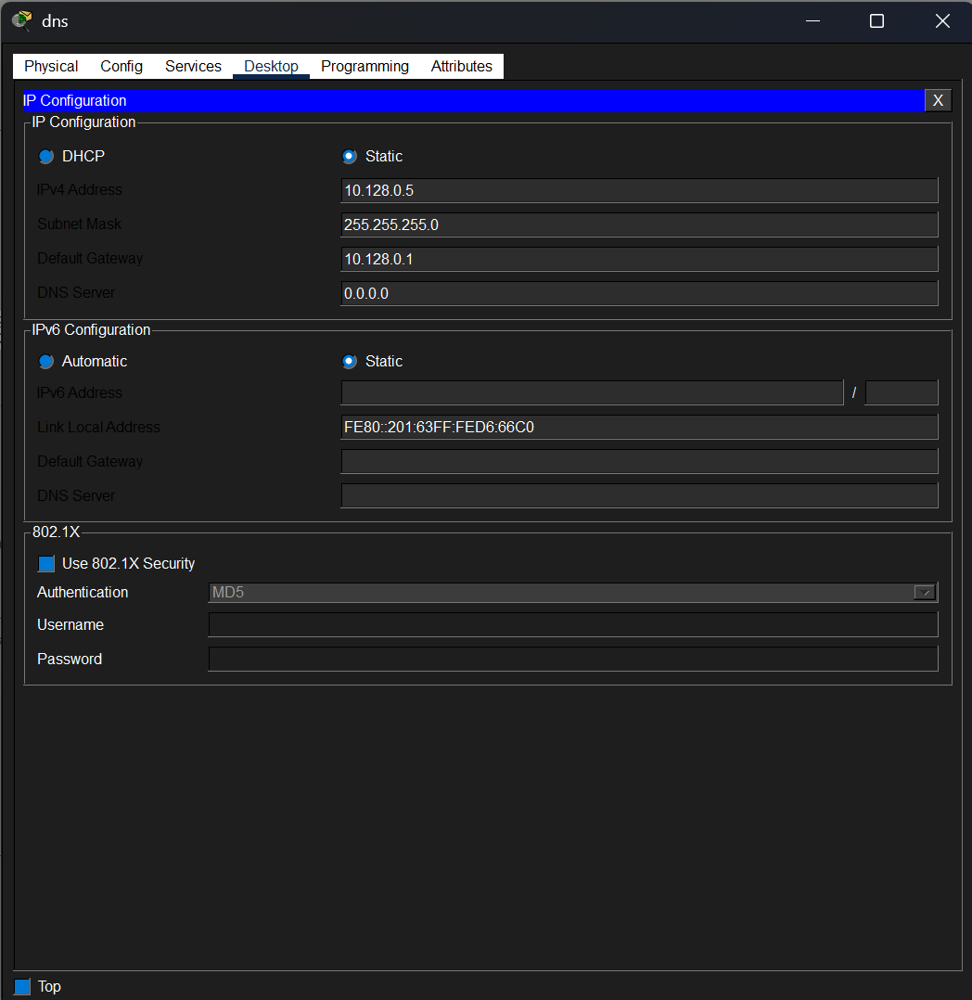 dns
Physical Config Services Desktop Programming Attributes
IP Configuration X
IP Configuration
DHCP Static
IPv4 Address 10.128.0.5
Subnet Mask 255.255.255.0
Default Gateway 10.128.0.1
DNS Server 0.0.0.0
IPv6 Configuration
Automatic Static
IPv6 Address /
Link Local Address FE80::201:63FF:FED6:66C0
Default Gateway
DNS Server
802.1X
Use 802.1X Security
Authentication MD5
Username
Password
Top